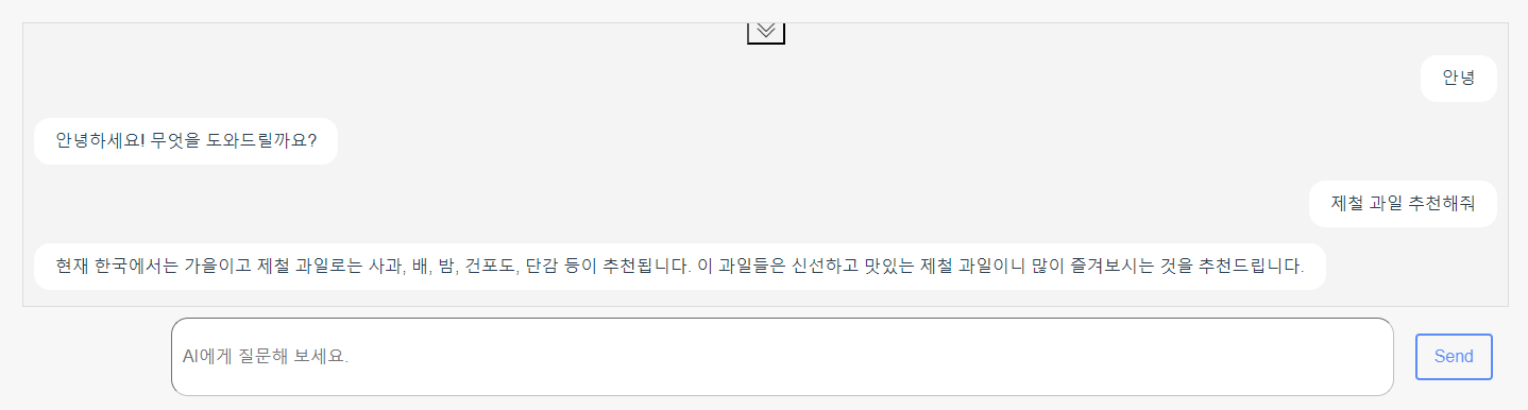 안녕
안녕하세요! 무엇을 도와드릴까요?
제철 과일 추천해줘
현재 한국에서는 가을이고 제철 과일로는 사과, 배, 밤, 건포도, 단감 등이 추천됩니다. 이 과일들은 신선하고 맛있는 제철 과일이니 많이 즐겨보시는 것을 추천드립니다.
AI에게 질문해 보세요.
Send